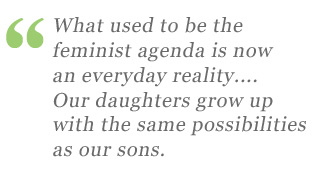 “ What used to be the
feminist agenda is now
an everyday reality....
Our daughters grow up
with the same possibilities
as our sons.